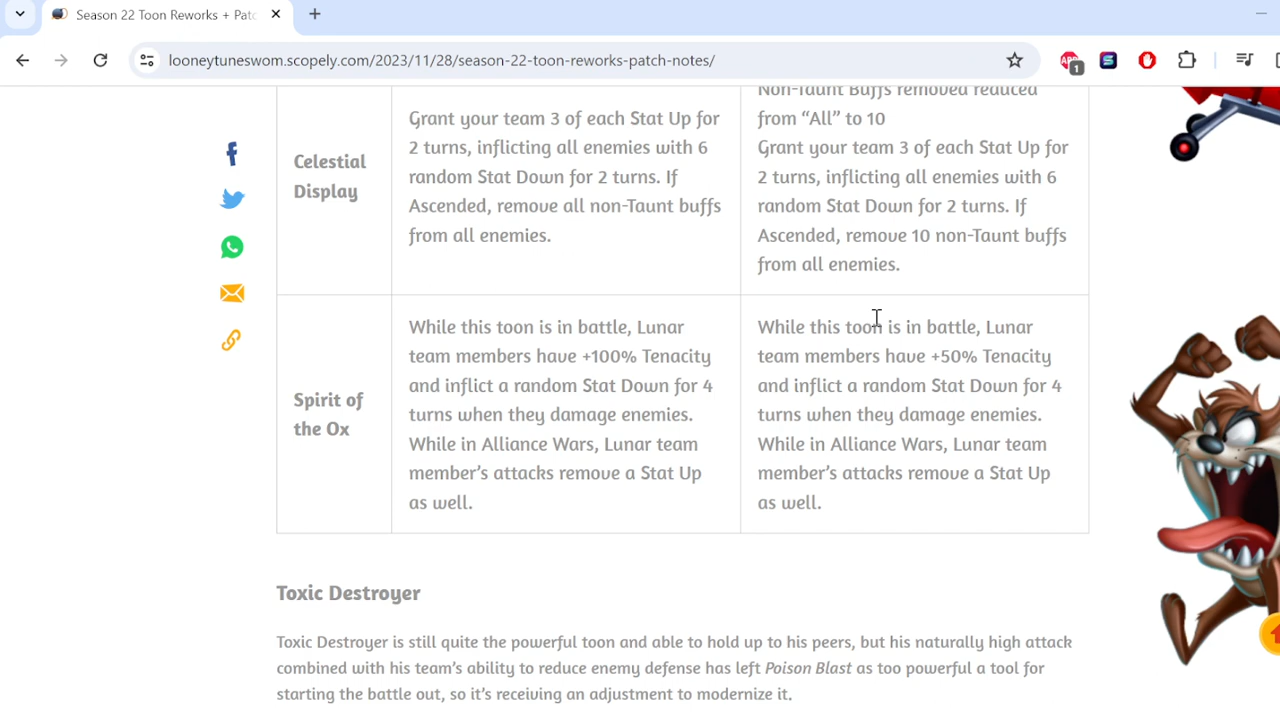 Season 22 Toon Reworks + Patc
looneytuneswom.scopely.com/2023/11/28/season-22-toon-reworks-patch-notes/
1
Celestial
Display
Grant your team 3 of each Stat Up for
2 turns, inflicting all enemies with 6
random Stat Down for 2 turns. If
Ascended, remove all non-Taunt buffs
from all enemies.
Non-Taunt Buffs removed reduced
from “All” to 10
Grant your team 3 of each Stat Up for
2 turns, inflicting all enemies with 6
random Stat Down for 2 turns. If
Ascended, remove 10 non-Taunt buffs
from all enemies.
Spirit of
the Ox
While this toon is in battle, Lunar
team members have +100% Tenacity
and inflict a random Stat Down for 4
turns when they damage enemies.
While in Alliance Wars, Lunar team
member’s attacks remove a Stat Up
as well.
While this toon is in battle, Lunar
team members have +50% Tenacity
and inflict a random Stat Down for 4
turns when they damage enemies.
While in Alliance Wars, Lunar team
member’s attacks remove a Stat Up
as well.
Toxic Destroyer
Toxic Destroyer is still quite the powerful toon and able to hold up to his peers, but his naturally high attack
combined with his team’s ability to reduce enemy defense has left Poison Blast as too powerful a tool for
starting the battle out, so it’s receiving an adjustment to modernize it.